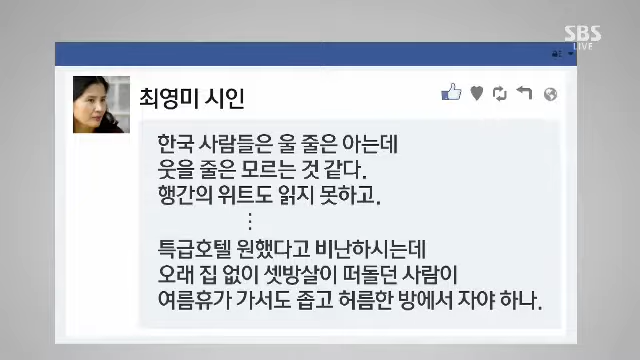 SBS
LIVE
최영미 시인
한국 사람들은 울 줄은 아는데
웃을 줄은 모르는 것 같다.
행간의 위트도 읽지 못하고.
⋮
특급호텔 원했다고 비난하시는데
오래 집 없이 셋방살이 떠돌던 사람이
여름휴가 가서도 좁고 허름한 방에서 자야 하나.